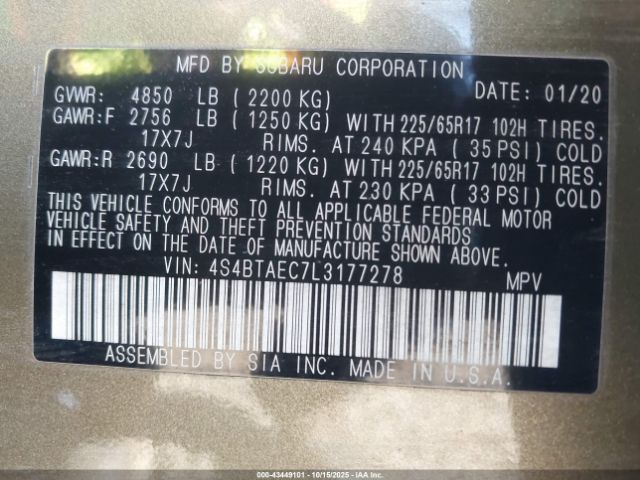 MFD BY SUBARU CORPORATION
GVWR: 4850 LB ( 2200 KG) DATE: 01/20
GAWR:F 2756 LB ( 1250 KG) WITH 225/65R17 102H TIRES.
17X7J RIMS. AT 240 KPA ( 35 PSI) COLD
GAWR:R 2690 LB ( 1220 KG) WITH 225/65R17 102H TIRES.
17X7J RIMS. AT 230 KPA ( 33 PSI) COLD
THIS VEHICLE CONFORMS TO ALL APPLICABLE FEDERAL MOTOR
VEHICLE SAFETY AND THEFT PREVENTION STANDARDS
IN EFFECT ON THE DATE OF MANUFACTURE SHOWN ABOVE.
VIN: 4S4BTAEC7L3177278 MPV
ASSEMBLED BY SIA INC. MADE IN U.S.A.
000-43449101 - 10/15/2025 - IAAI.com